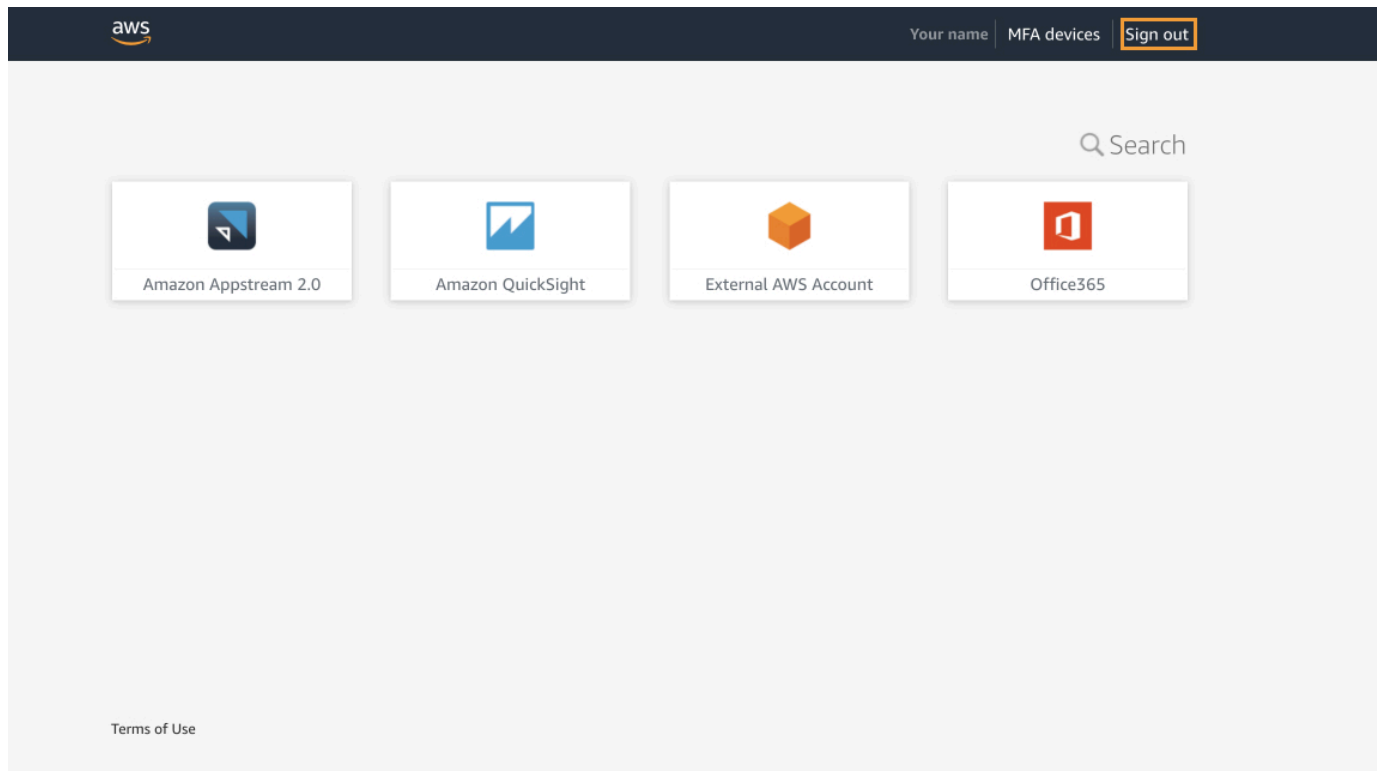 aws
Your name
MFA devices
Sign out
Search
Amazon Appstream 2.0
Amazon QuickSight
External AWS Account
Office365
Terms of Use